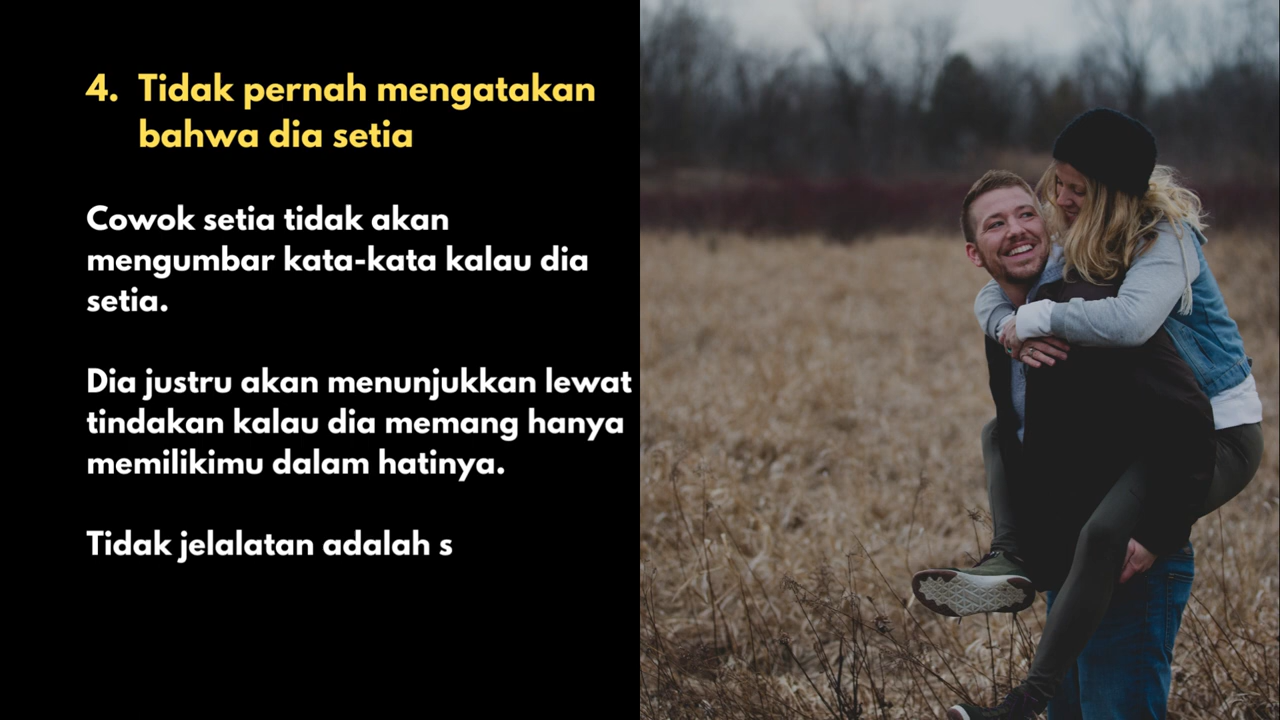 4. Tidak pernah mengatakan
bahwa dia setia
Cowok setia tidak akan
mengumbar kata-kata kalau dia
setia.
Dia justru akan menunjukkan lewat
tindakan kalau dia memang hanya
memilikimu dalam hatinya.
Tidak jelalatan adalah s